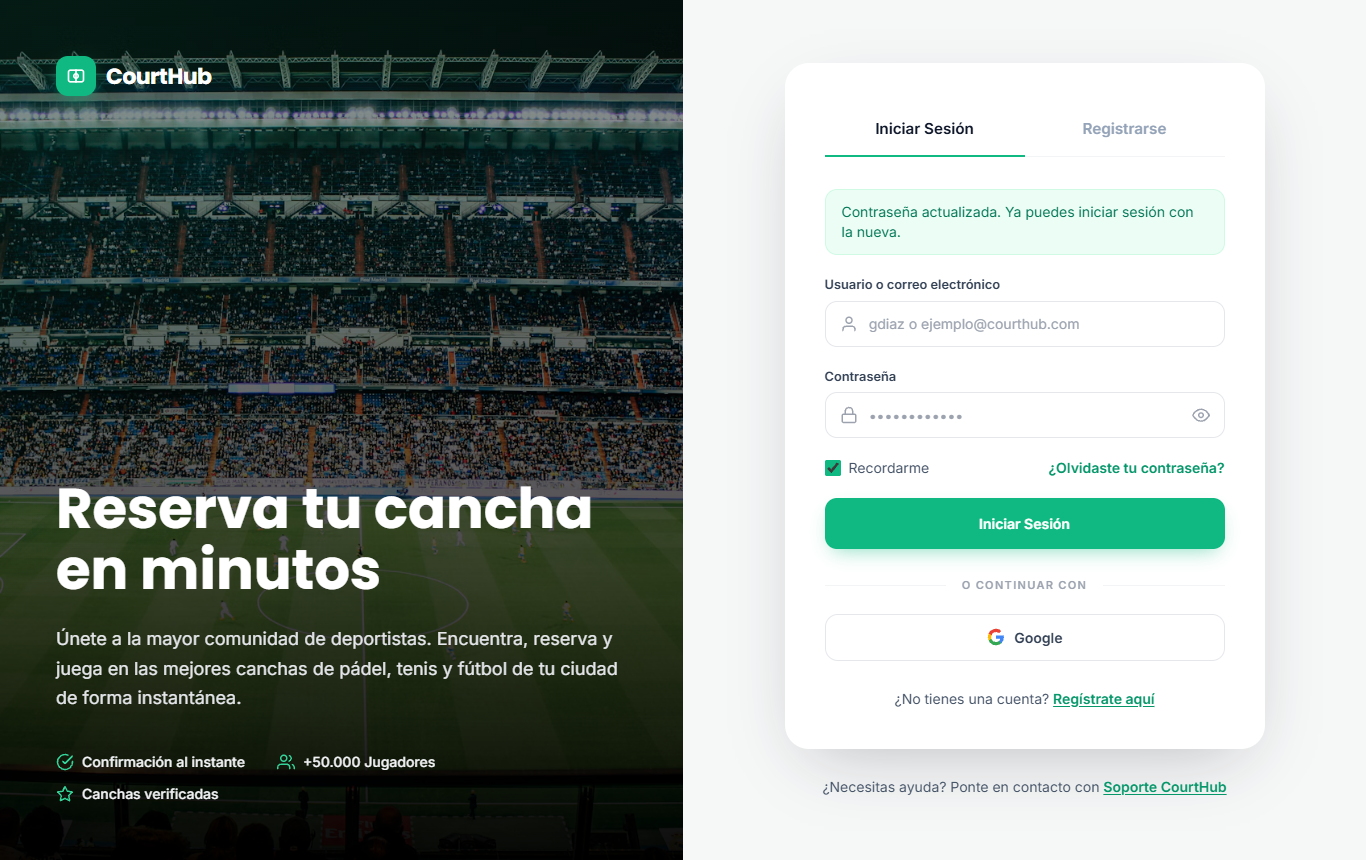 CourtHub
Reserva tu cancha
en minutos
Únete a la mayor comunidad de deportistas. Encuentra, reserva y
juega en las mejores canchas de pádel, tenis y fútbol de tu ciudad
de forma instantánea.
Confirmación al instante
+50.000 Jugadores
Canchas verificadas
Iniciar Sesión
Registrarse
Contraseña actualizada. Ya puedes iniciar sesión con
la nueva.
Usuario o correo electrónico
gdiaz o ejemplo@courthub.com
Contraseña
••••••••••••
Recordarme
¿Olvidaste tu contraseña?
Iniciar Sesión
O CONTINUAR CON
Google
¿No tienes una cuenta? Regístrate aquí
¿Necesitas ayuda? Ponte en contacto con Soporte CourtHub